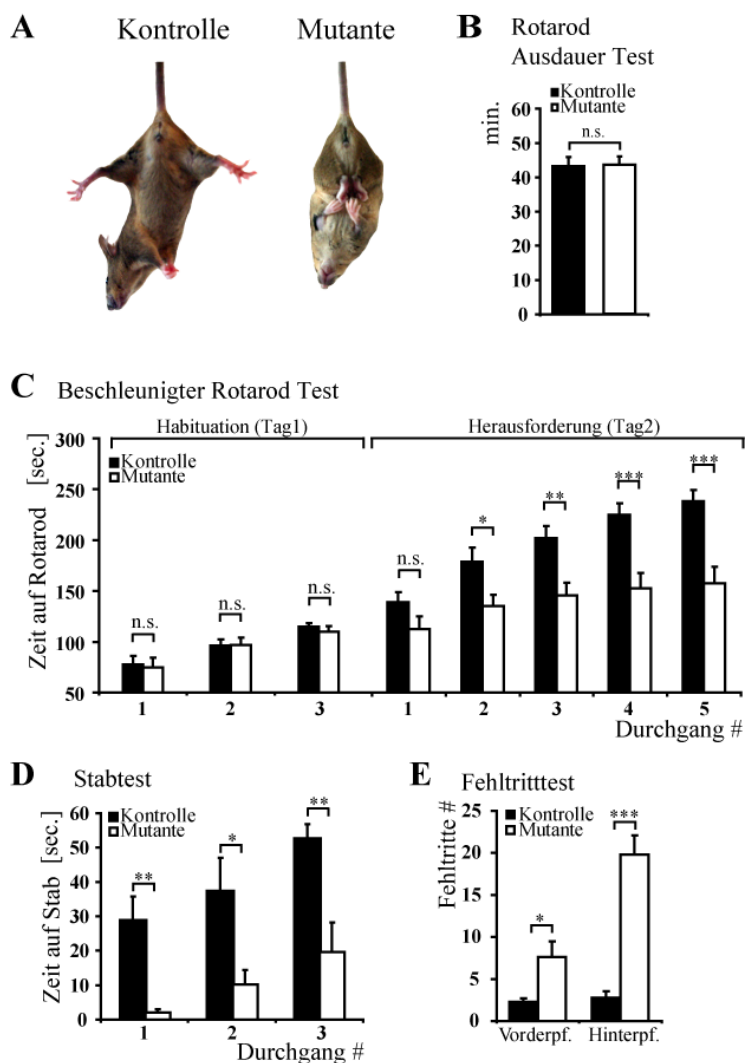 A
Kontrolle
Mutante
B
Rotarod
Ausdauer Test
Kontrolle
Mutante
min.
n.s.
60
50
40
30
20
10
0
C
Beschleunigter Rotarod Test
Habituation (Tag1)
Herausforderung (Tag2)
Zeit auf Rotarod [sec.]
Kontrolle
Mutante
300
250
200
150
100
50
n.s.
n.s.
n.s.
n.s.
*
**
***
***
1 2 3 1 2 3 4 5
Durchgang #
D
Stabtest
Zeit auf Stab [sec.]
Kontrolle
Mutante
60
50
40
30
20
10
0
**
*
**
1 2 3
Durchgang #
E
Fehltritttest
Fehltritte #
Kontrolle
Mutante
25
20
15
10
5
0
*
***
Vorderpf. Hinterpf.